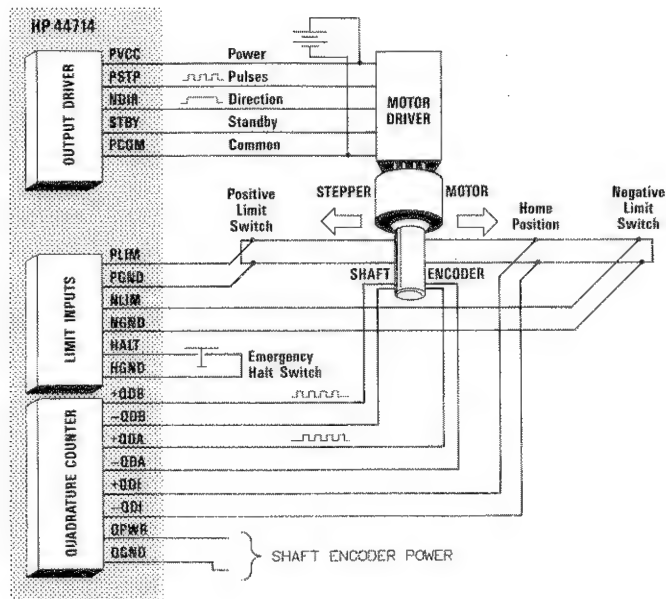 HP 44714
OUTPUT DRIVER
PVCC Power
PSTP Pulses
NDIR Direction
STBY Standby
PCOM Common
MOTOR
DRIVER
STEPPER MOTOR
Positive
Limit
Switch
Home
Position
Negative
Limit
Switch
SHAFT ENCODER
LIMIT INPUTS
PLIM
PGND
NLIM
NGND
HALT
HGND
Emergency
Halt Switch
QUADRATURE COUNTER
+QDB
−QDB
+QDA
−QDA
+QDI
−QDI
QPWR
QGND
SHAFT ENCODER POWER